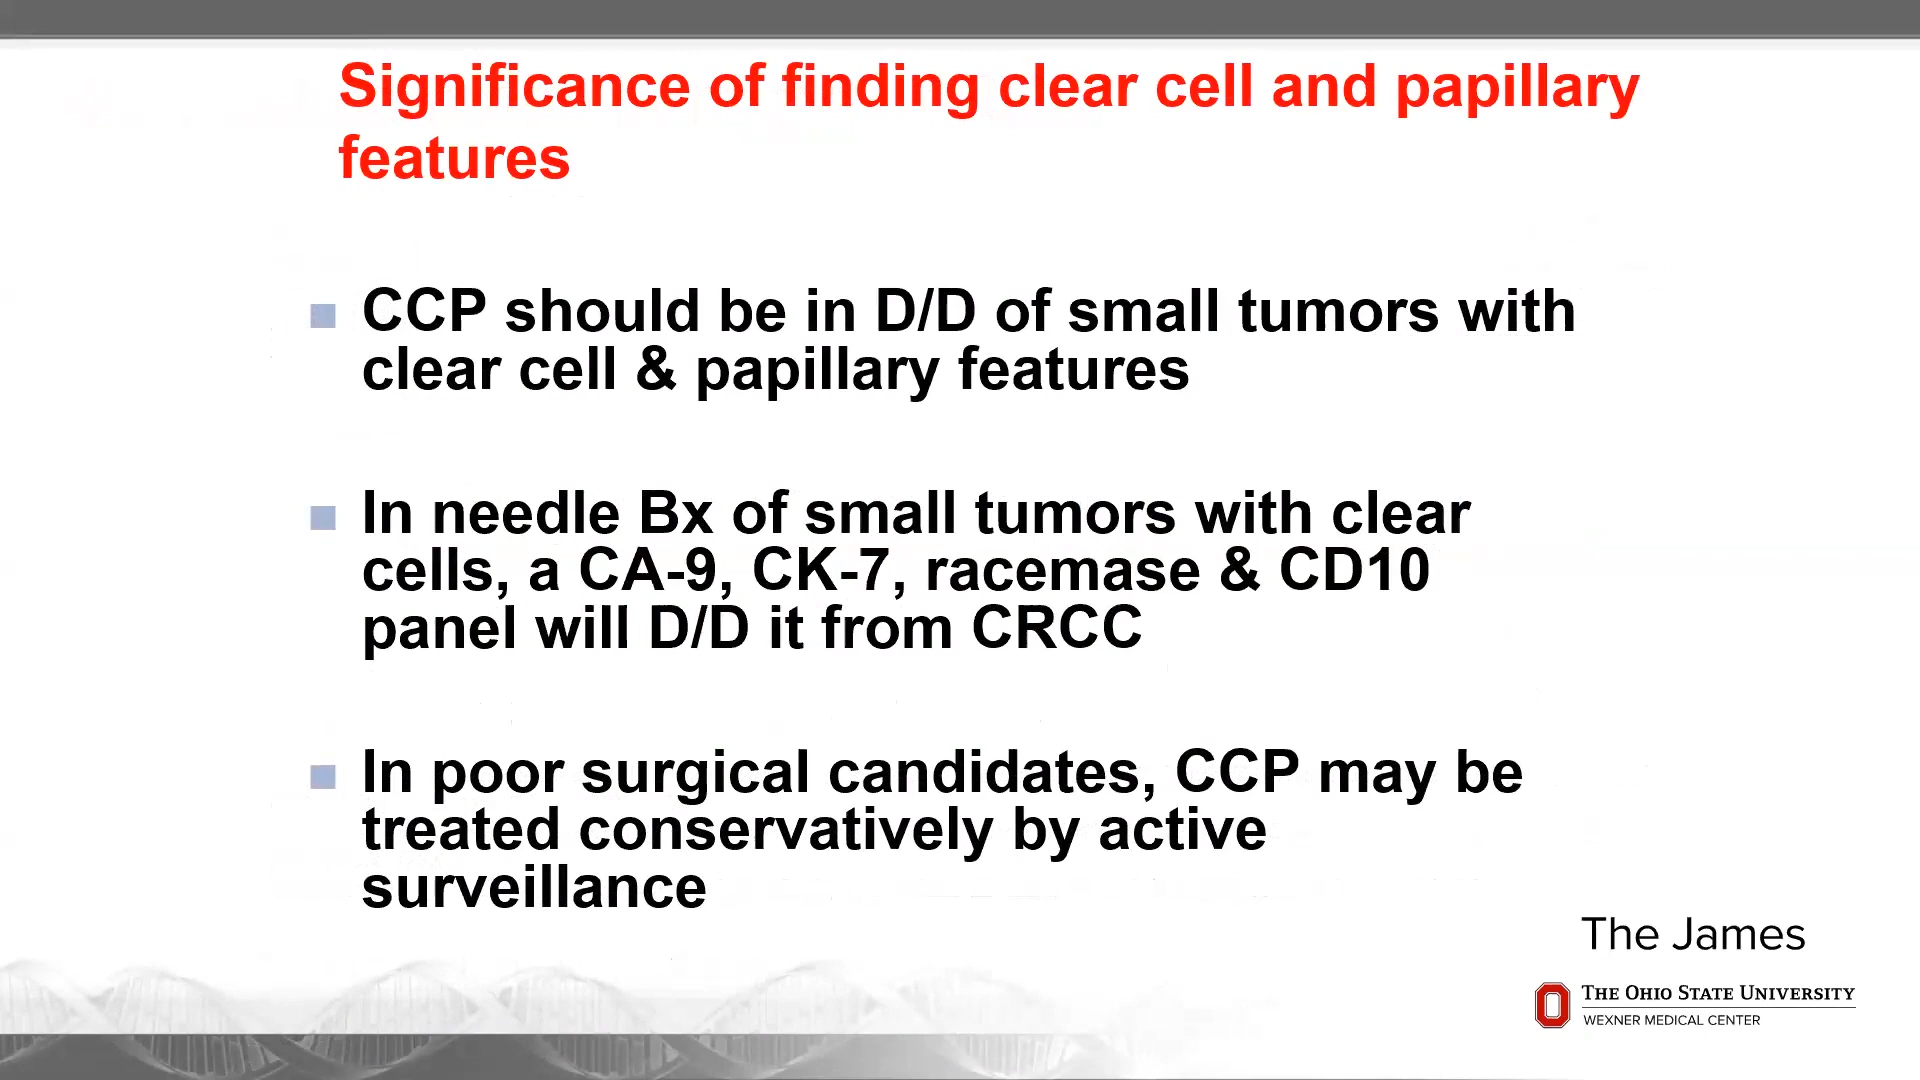 Significance of finding clear cell and papillary
features
CCP should be in D/D of small tumors with
clear cell & papillary features
In needle Bx of small tumors with clear
cells, a CA-9, CK-7, racemase & CD10
panel will D/D it from CRCC
In poor surgical candidates, CCP may be
treated conservatively by active
surveillance
The James
THE OHIO STATE UNIVERSITY
WEXNER MEDICAL CENTER